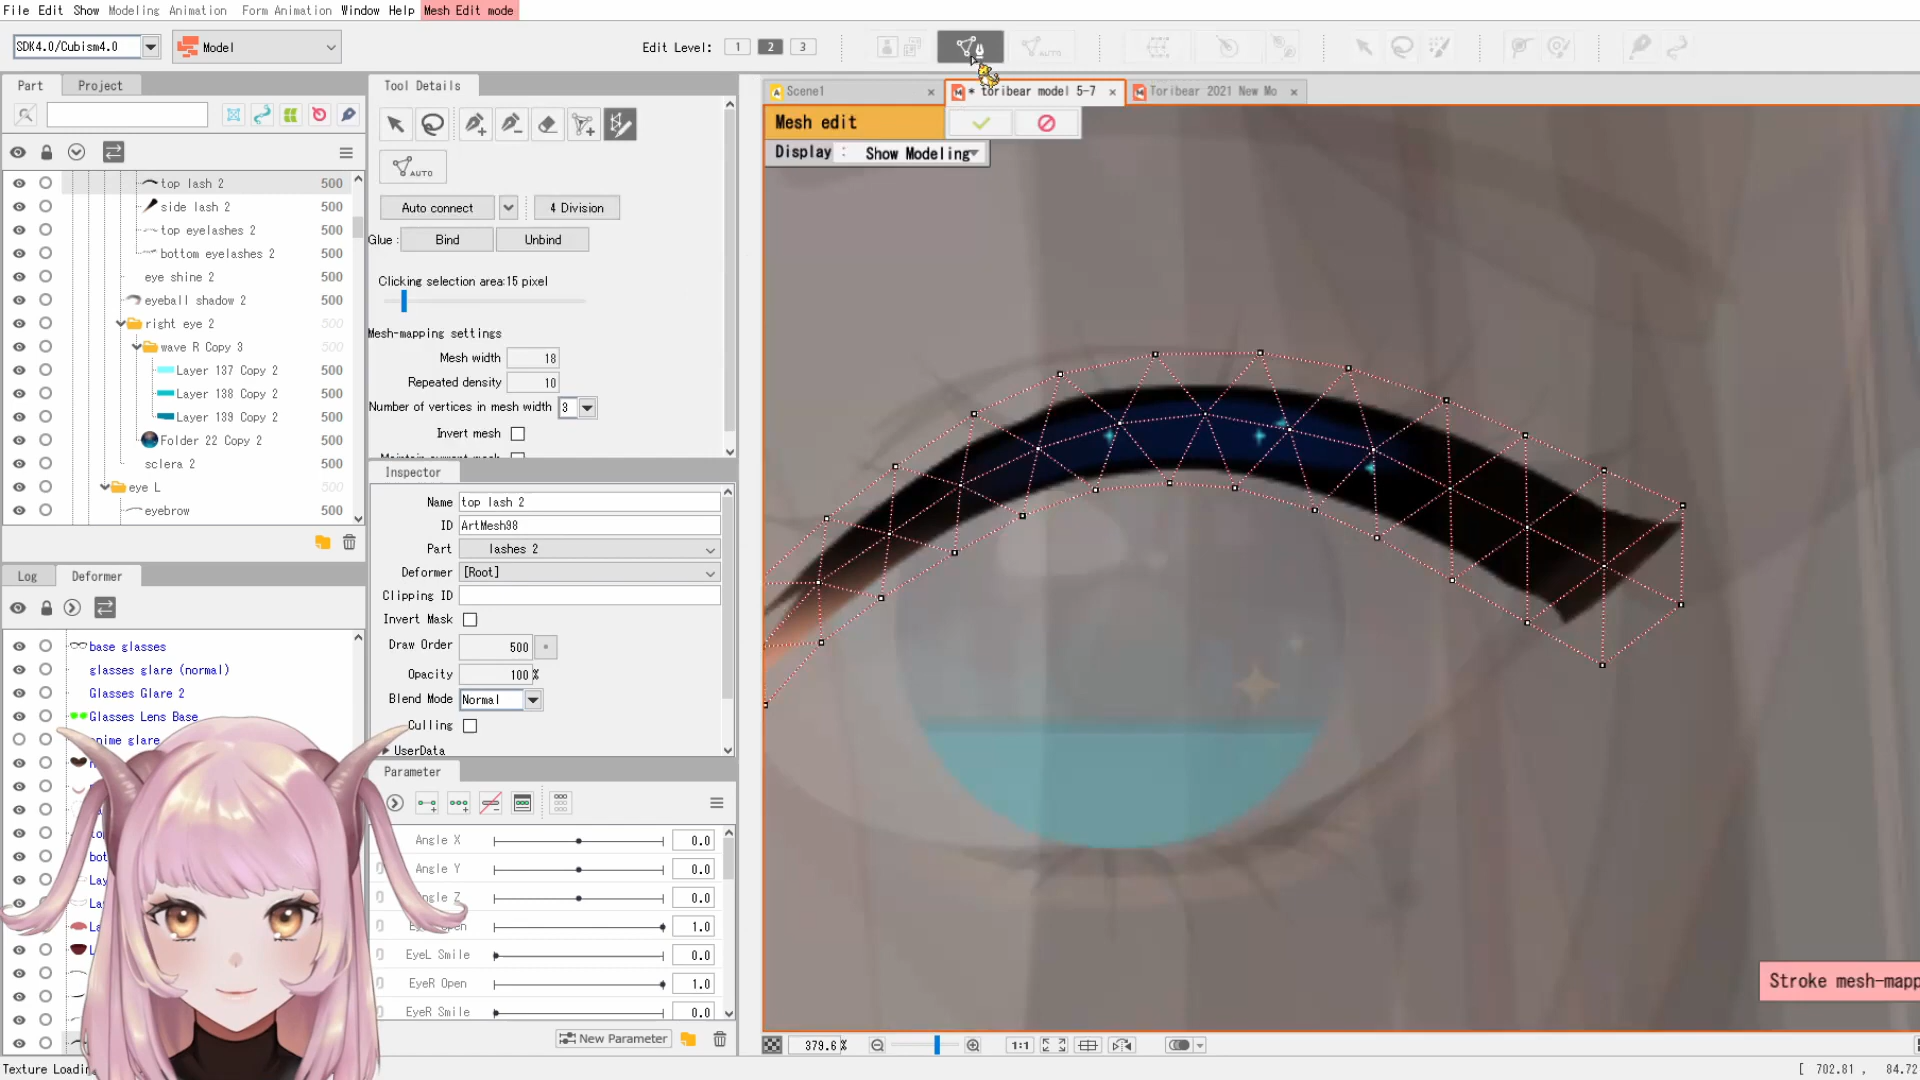 File Edit Show Modeling Animation Form Animation Window Help Mesh Edit mode
SDK4.0/Cubism4.0 Model Edit Level: 1 2 3 AUTO
Part Project Tool Details Scene1 * toribear model 5-7 Toribear 2021 New Mo
Mesh edit
Display : Show Modeling
AUTO
top lash 2 500
side lash 2 500
top eyelashes 2 500
bottom eyelashes 2 500
eye shine 2 500
eyeball shadow 2 500
right eye 2 500
wave R Copy 3 500
Layer 137 Copy 2 500
Layer 138 Copy 2 500
Layer 139 Copy 2 500
Folder 22 Copy 2 500
sclera 2 500
eye L 500
eyebrow 500
Auto connect 4 Division
Glue : Bind Unbind
Clicking selection area:15 pixel
Mesh-mapping settings
Mesh width 18
Repeated density 10
Number of vertices in mesh width 3
Invert mesh
Inspector
Name top lash 2
ID ArtMesh98
Part lashes 2
Deformer [Root]
Clipping ID
Invert Mask
Draw Order 500
Opacity 100 %
Blend Mode Normal
Culling
UserData
Log Deformer
base glasses
glasses glare (normal)
Glasses Glare 2
Glasses Lens Base
Parameter
Angle X 0.0
Angle Y 0.0
0.0
1.0
EyeL Smile 0.0
EyeR Open 1.0
EyeR Smile 0.0
New Parameter
Stroke mesh-mapp
379.6 % 1:1
Texture Loadin
[ 702.81 , 84.72